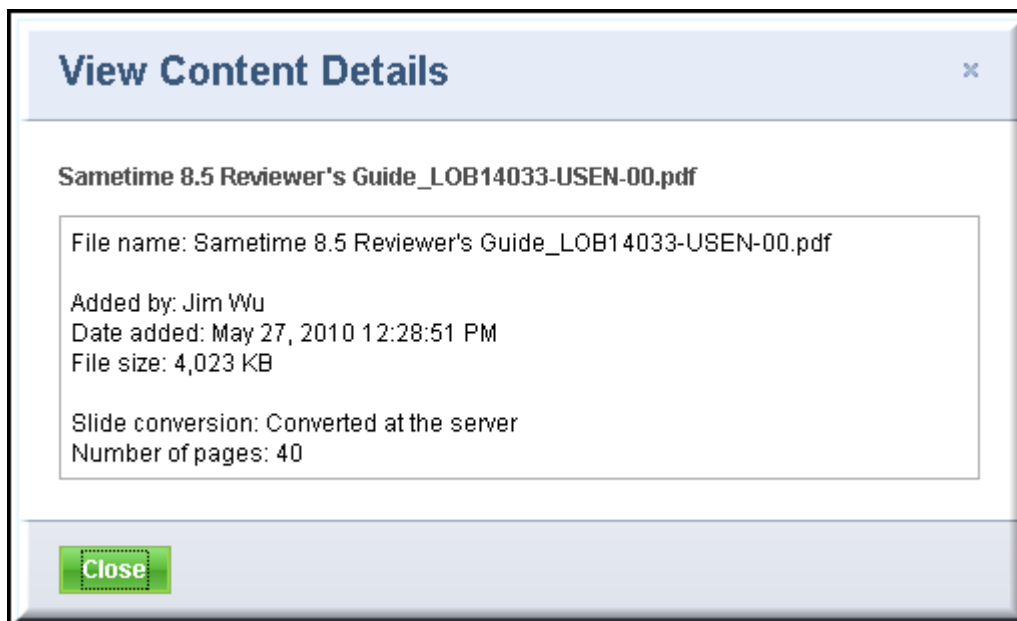 View Content Details
Sametime 8.5 Reviewer's Guide_LOB14033-USEN-00.pdf
File name: Sametime 8.5 Reviewer's Guide_LOB14033-USEN-00.pdf
Added by: Jim Wu
Date added: May 27, 2010 12:28:51 PM
File size: 4,023 KB
Slide conversion: Converted at the server
Number of pages: 40
Close